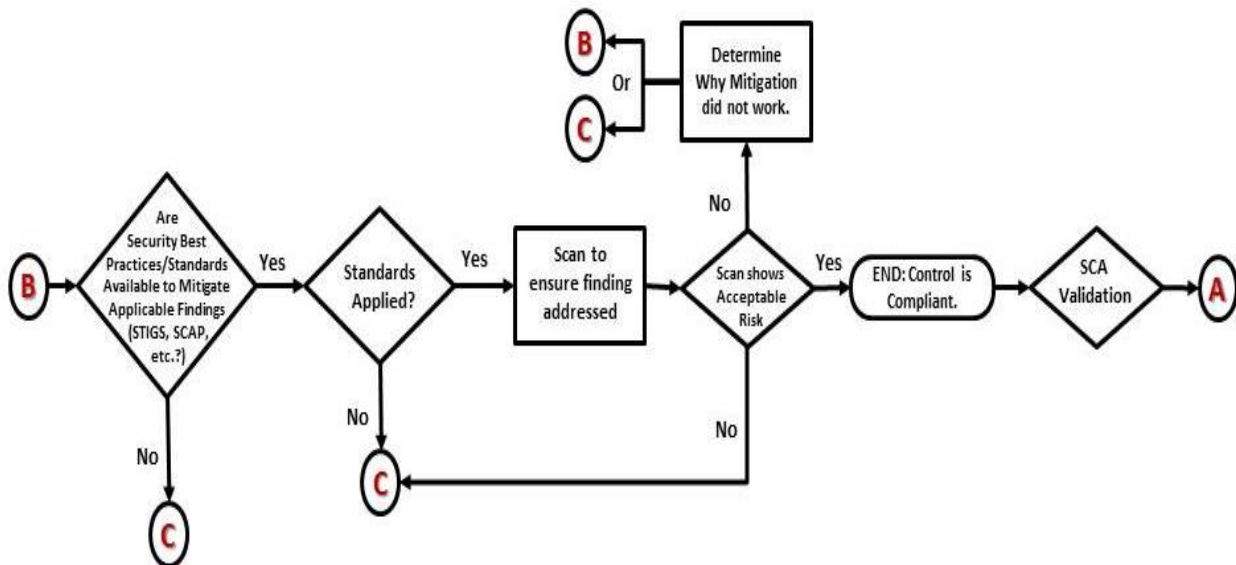 B
Or
C
Determine
Why Mitigation
did not work.
No
B
Are
Security Best
Practices/Standards
Available to Mitigate
Applicable Findings
(STIGS, SCAP,
etc.?)
Yes
Standards
Applied?
Yes
Scan to
ensure finding
addressed
Scan shows
Acceptable
Risk
Yes
END: Control is
Compliant.
SCA
Validation
A
No
C
No
C
No